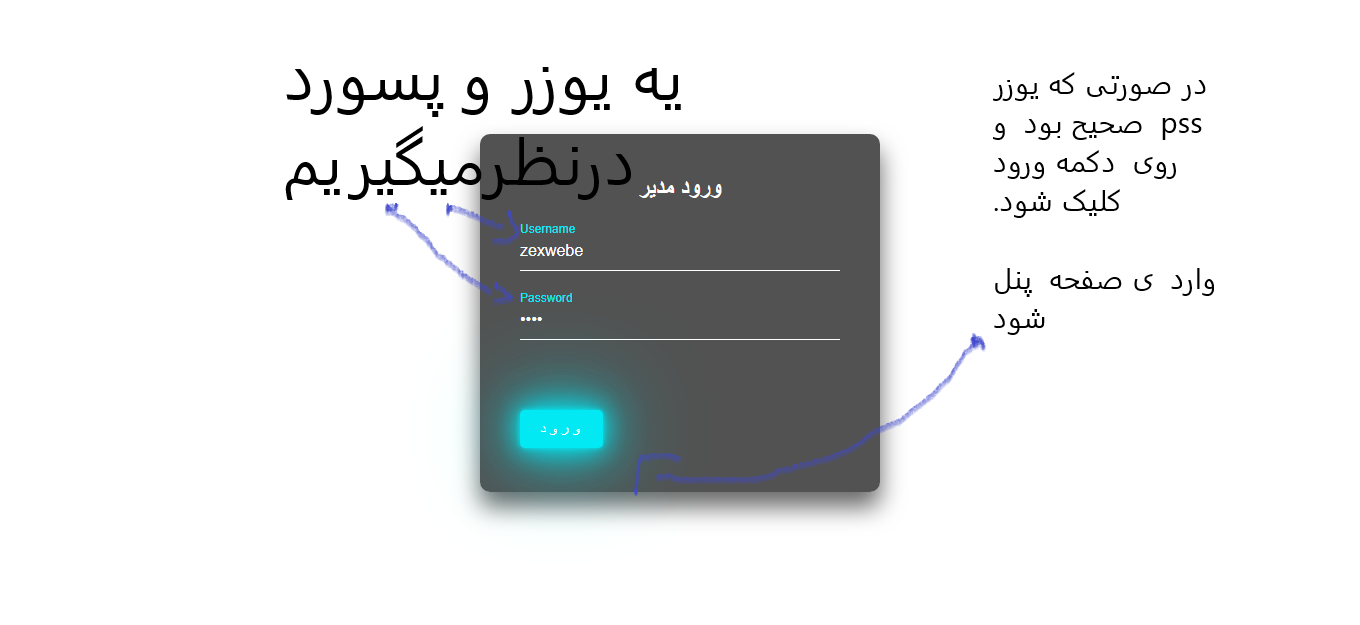 یه یوزر و پسورد
درنظرمیگیریم
در صورتی که یوزر
pss صحیح بود و
روی دکمه ورود
کلیک شود.
وارد ی صفحه پنل
شود
ورود مدیر
Username
zexwebe
Password
••••
ورود